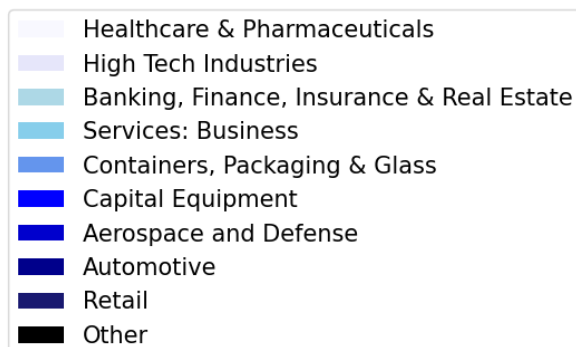 Healthcare & Pharmaceuticals
High Tech Industries
Banking, Finance, Insurance & Real Estate
Services: Business
Containers, Packaging & Glass
Capital Equipment
Aerospace and Defense
Automotive
Retail
Other